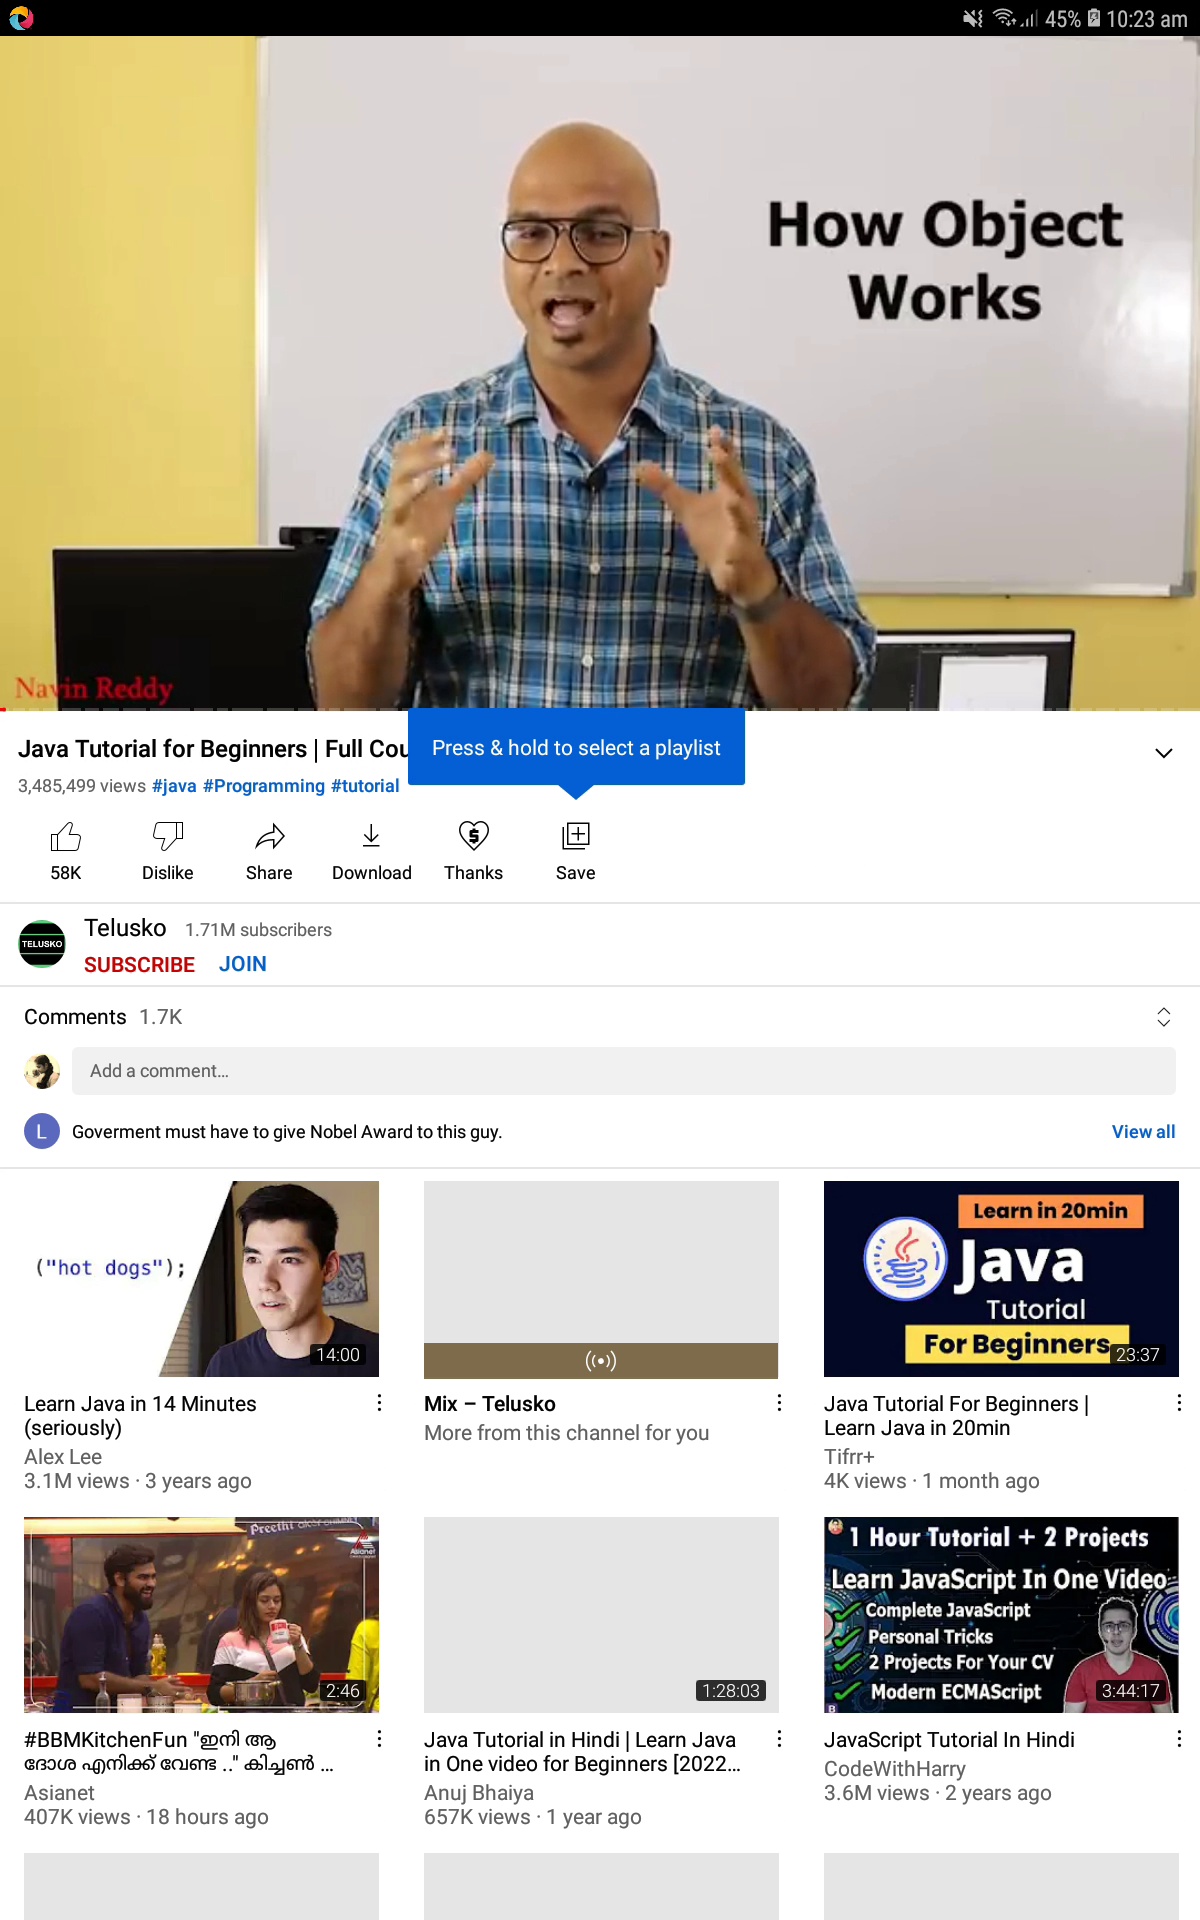 45% 10:23 am
How Object
Works
Navin Reddy
Java Tutorial for Beginners | Full Cou
Press & hold to select a playlist
3,485,499 views #java #Programming #tutorial
58K Dislike Share Download Thanks Save
TELUSKO
Telusko 1.71M subscribers
SUBSCRIBE JOIN
Comments 1.7K
Add a comment...
L Goverment must have to give Nobel Award to this guy. View all
("hot dogs");
14:00
Learn Java in 14 Minutes
(seriously)
Alex Lee
3.1M views · 3 years ago
Mix – Telusko
More from this channel for you
Learn in 20min
Java
Tutorial
For Beginners
23:37
Java Tutorial For Beginners |
Learn Java in 20min
Tifrr+
4K views · 1 month ago
Preethi
Asianet
2:46
#BBMKitchenFun "ഇനി ആ
ദോശ എനിക്ക് വേണ്ട .." കിച്ചൺ ...
Asianet
407K views · 18 hours ago
1:28:03
Java Tutorial in Hindi | Learn Java
in One video for Beginners [2022...
Anuj Bhaiya
657K views · 1 year ago
1 Hour Tutorial + 2 Projects
Learn JavaScript In One Video
Complete JavaScript
Personal Tricks
2 Projects For Your CV
Modern ECMAScript
3:44:17
JavaScript Tutorial In Hindi
CodeWithHarry
3.6M views · 2 years ago